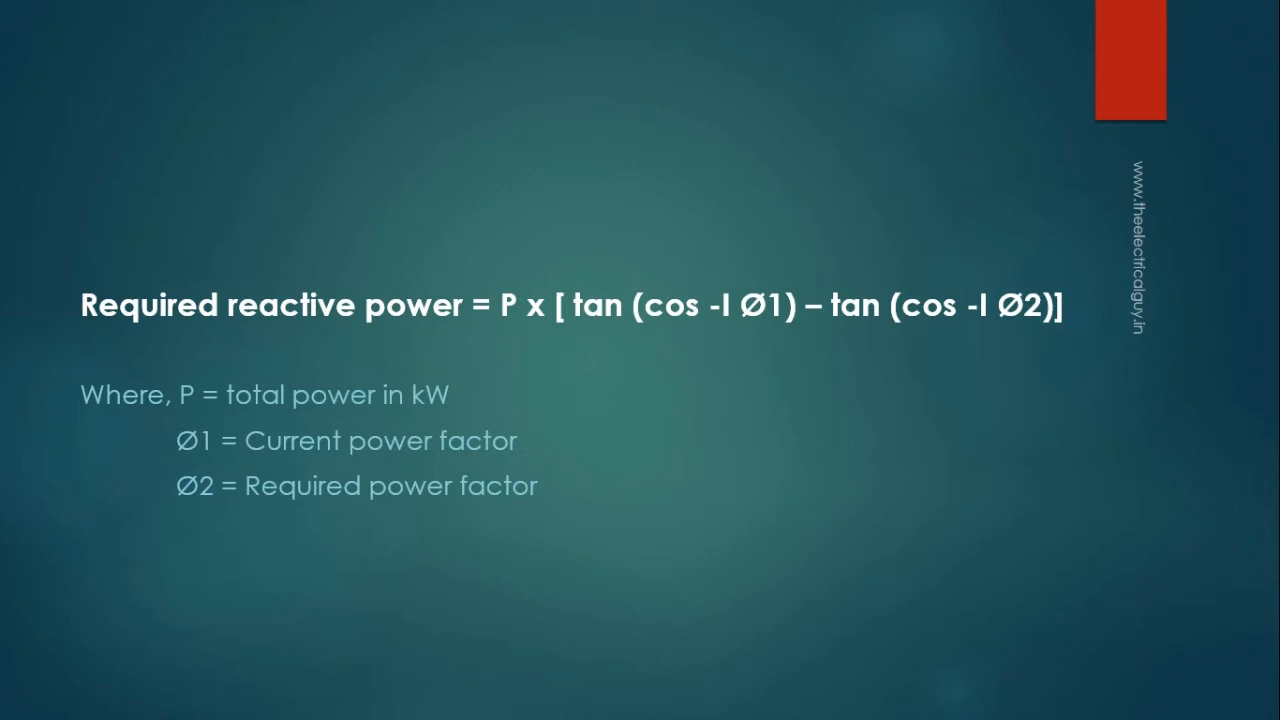 Required reactive power = P x [ tan (cos -I Ø1) – tan (cos -I Ø2)]
Where, P = total power in kW
Ø1 = Current power factor
Ø2 = Required power factor
www.theelectricalguy.in